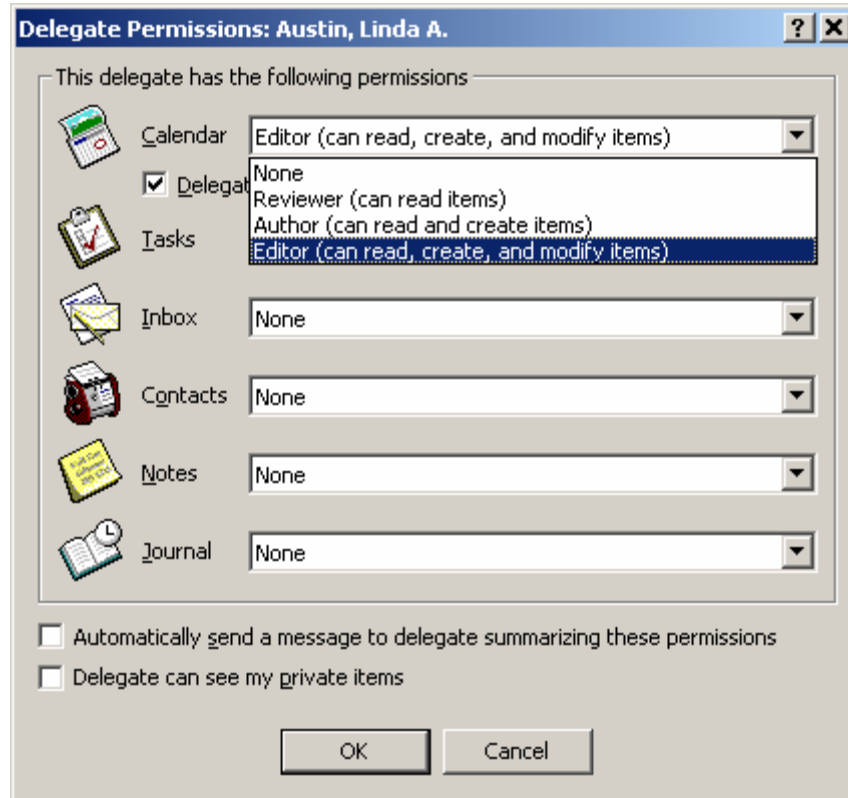 Delegate Permissions: Austin, Linda A.
This delegate has the following permissions
Calendar Editor (can read, create, and modify items)
None
Delegat
Reviewer (can read items)
Author (can read and create items)
Tasks
Editor (can read, create, and modify items)
Inbox None
Contacts None
Notes None
Journal None
Automatically send a message to delegate summarizing these permissions
Delegate can see my private items
OK Cancel